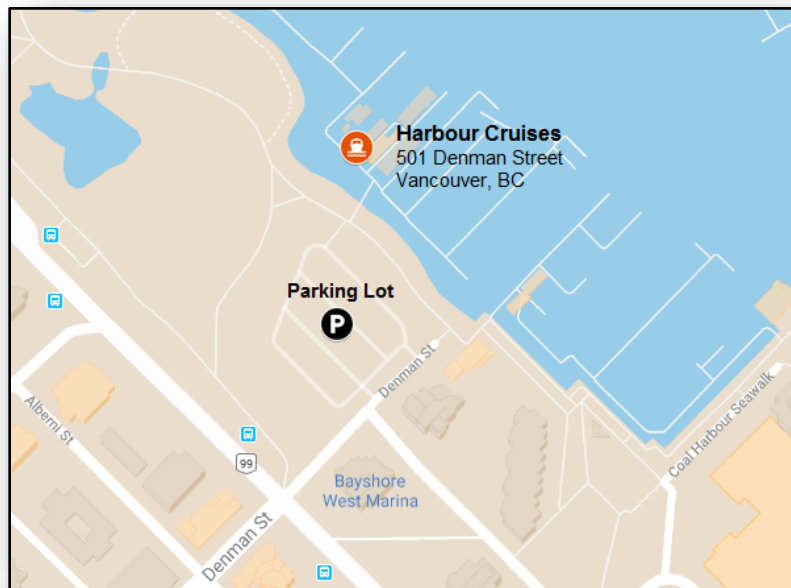 Harbour Cruises
501 Denman Street
Vancouver, BC
Parking Lot
P
Denman St
Coal Harbour Seawalk
Alberni St
99
Bayshore
West Marina
Denman St